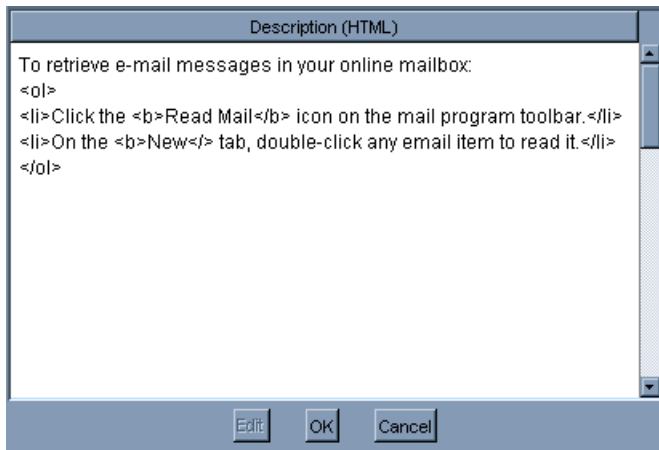 Description (HTML)
To retrieve e-mail messages in your online mailbox:
<ol>
<li>Click the <b>Read Mail</b> icon on the mail program toolbar.</li>
<li>On the <b>New</> tab, double-click any email item to read it.</li>
</ol>
Edit OK Cancel